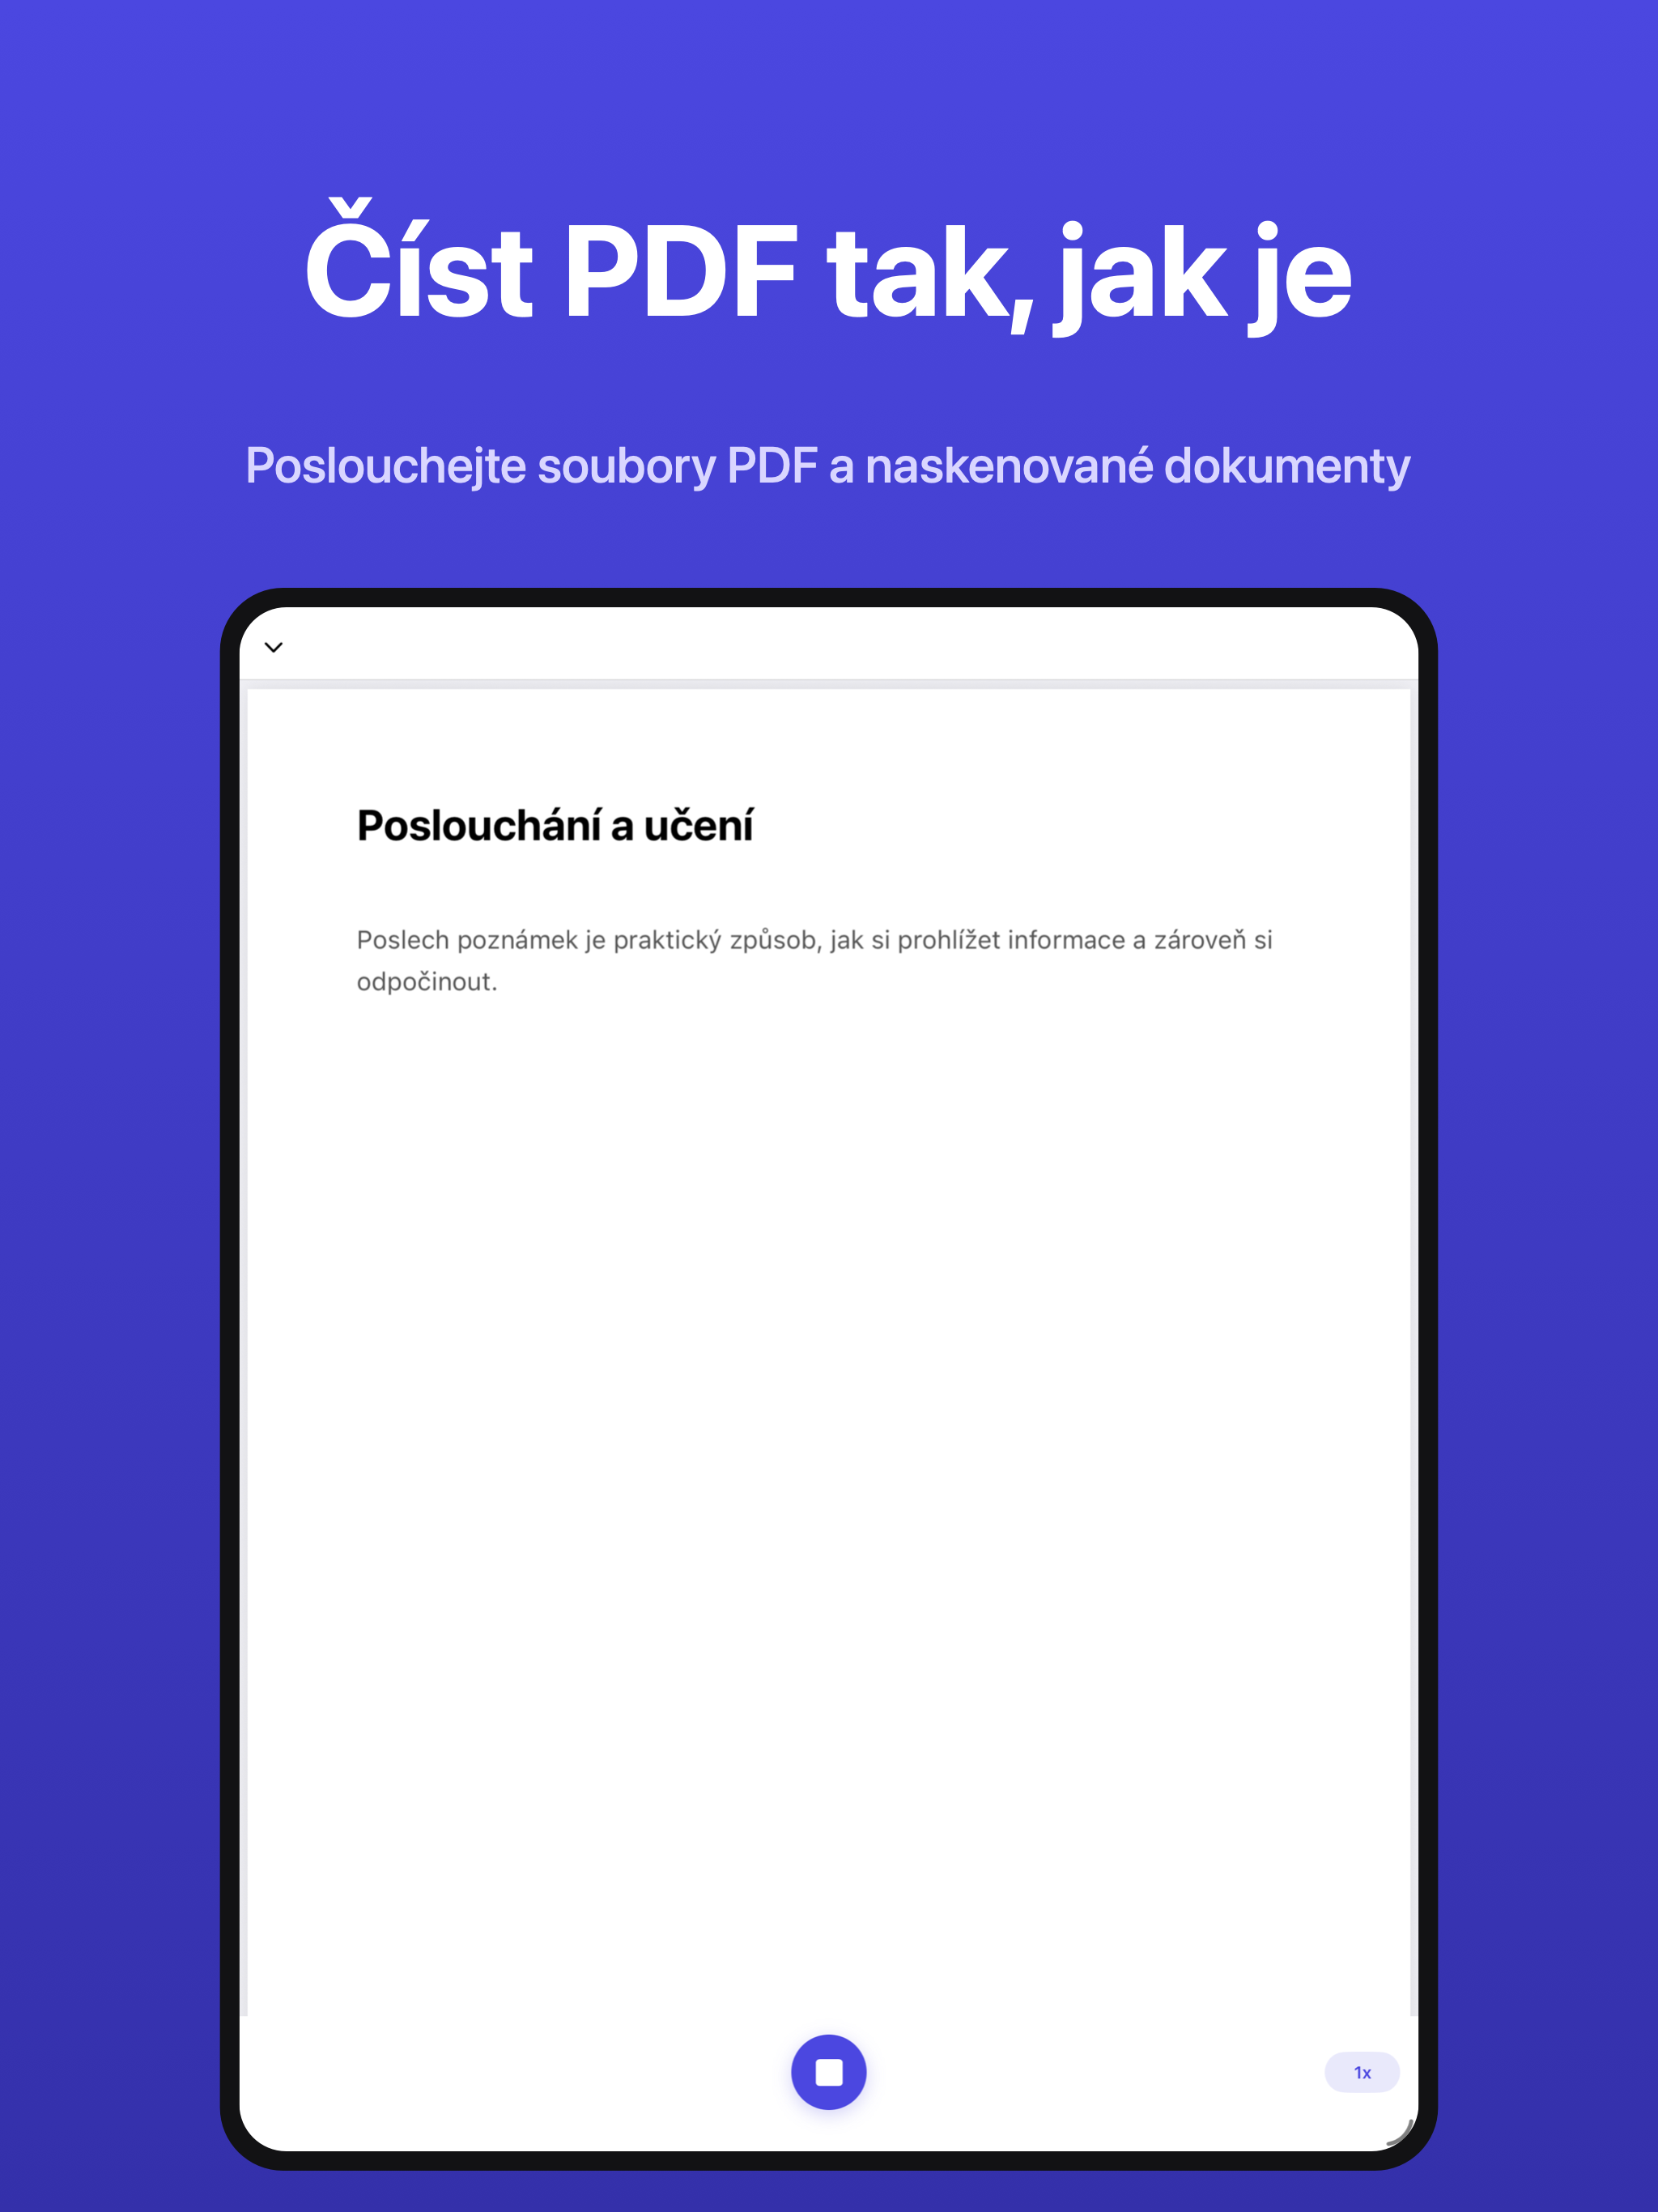 Číst PDF tak, jak je
Poslouchejte soubory PDF a naskenované dokumenty
Poslouchání a učení
Poslech poznámek je praktický způsob, jak si prohlížet informace a zároveň si
odpočinout.
1x